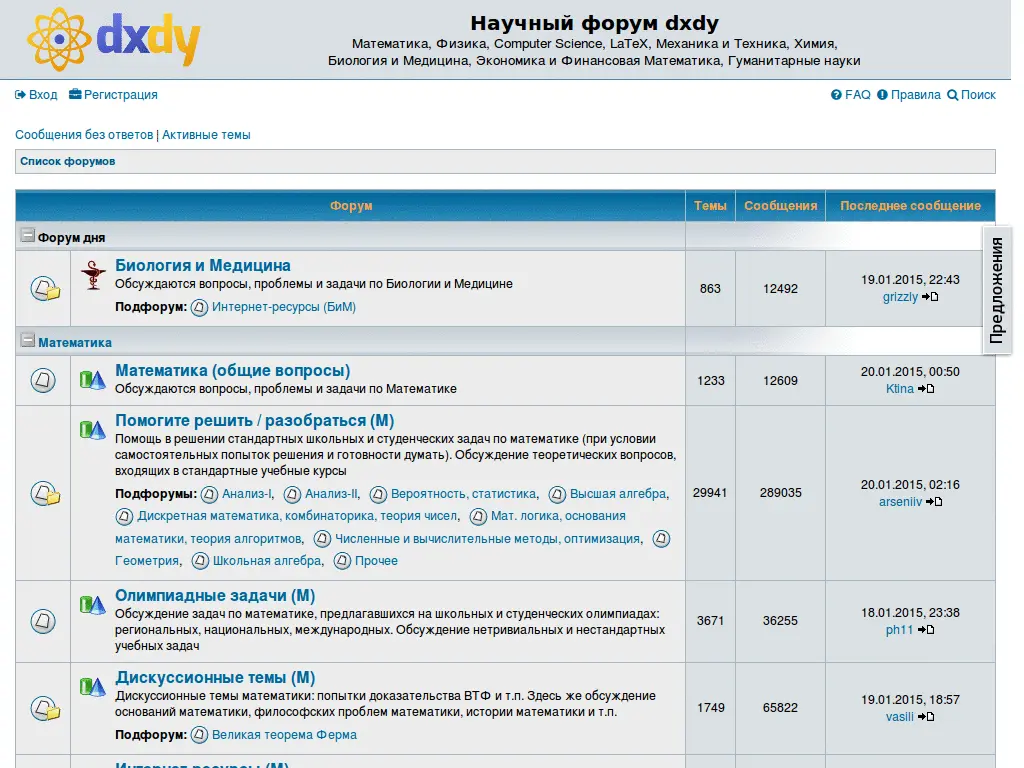 dxdy
Научный форум dxdy
Математика, Физика, Computer Science, LaTeX, Механика и Техника, Химия,
Биология и Медицина, Экономика и Финансовая Математика, Гуманитарные науки
Вход Регистрация FAQ Правила Поиск
Сообщения без ответов | Активные темы
Список форумов
Форум Темы Сообщения Последнее сообщение
Форум дня
Предложения
Биология и Медицина
Обсуждаются вопросы, проблемы и задачи по Биологии и Медицине
Подфорум: Интернет-ресурсы (БиМ)
863 12492 19.01.2015, 22:43
grizzly
Математика
Математика (общие вопросы)
Обсуждаются вопросы, проблемы и задачи по Математике
1233 12609 20.01.2015, 00:50
Ktina
Помогите решить / разобраться (М)
Помощь в решении стандартных школьных и студенческих задач по математике (при условии
самостоятельных попыток решения и готовности думать). Обсуждение теоретических вопросов,
входящих в стандартные учебные курсы
Подфорумы: Анализ-I, Анализ-II, Вероятность, статистика, Высшая алгебра,
Дискретная математика, комбинаторика, теория чисел, Мат. логика, основания
математики, теория алгоритмов, Численные и вычислительные методы, оптимизация,
Геометрия, Школьная алгебра, Прочее
29941 289035 20.01.2015, 02:16
arseniiv
Олимпиадные задачи (М)
Обсуждение задач по математике, предлагавшихся на школьных и студенческих олимпиадах:
региональных, национальных, международных. Обсуждение нетривиальных и нестандартных
учебных задач
3671 36255 18.01.2015, 23:38
ph11
Дискуссионные темы (М)
Дискуссионные темы математики: попытки доказательства ВТФ и т.п. Здесь же обсуждение
оснований математики, философских проблем математики, истории математики и т.п.
Подфорум: Великая теорема Ферма
1749 65822 19.01.2015, 18:57
vasili
Интернет-ресурсы (М)